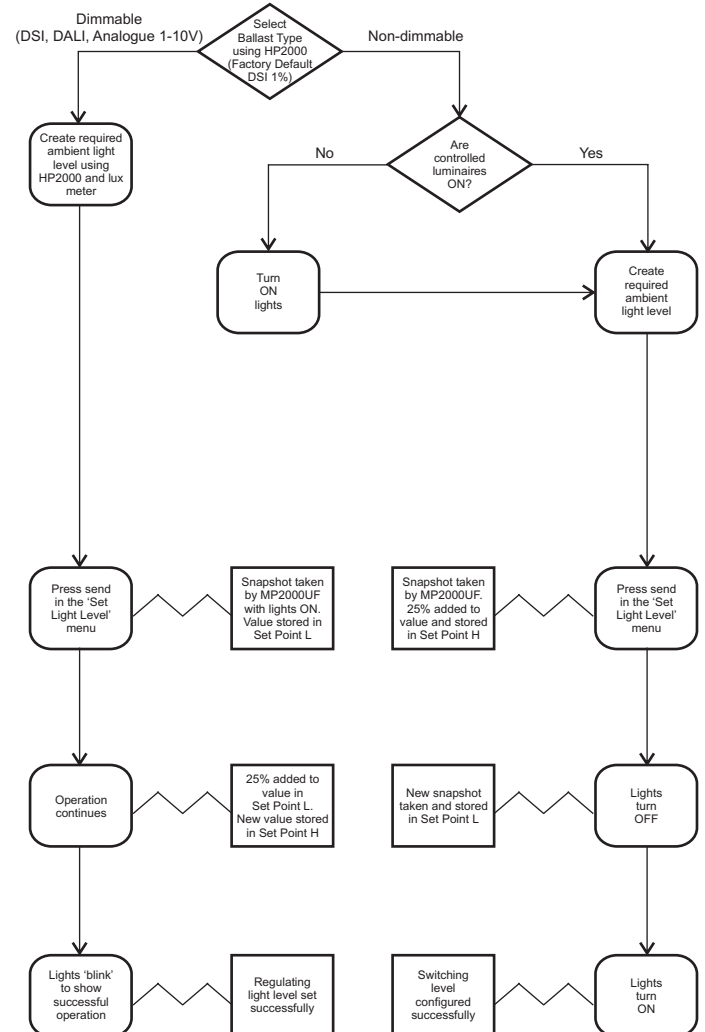 Dimmable
(DSI, DALI, Analogue 1-10V)
Select
Ballast Type
using HP2000
(Factory Default
DSI 1%)
Non-dimmable
Create required
ambient light
level using
HP2000 and lux
meter
No
Are
controlled
luminaires
ON?
Yes
Turn
ON
lights
Create
required
ambient
light level
Press send
in the 'Set
Light Level'
menu
Snapshot taken
by MP2000UF
with lights ON.
Value stored in
Set Point L
Snapshot taken
by MP2000UF.
25% added to
value and stored
in Set Point H
Press send
in the 'Set
Light Level'
menu
Operation
continues
25% added to
value in
Set Point L.
New value stored
in Set Point H
New snapshot
taken and stored
in Set Point L
Lights
turn
OFF
Lights 'blink'
to show
successful
operation
Regulating
light level set
successfully
Switching
level
configured
successfully
Lights
turn
ON